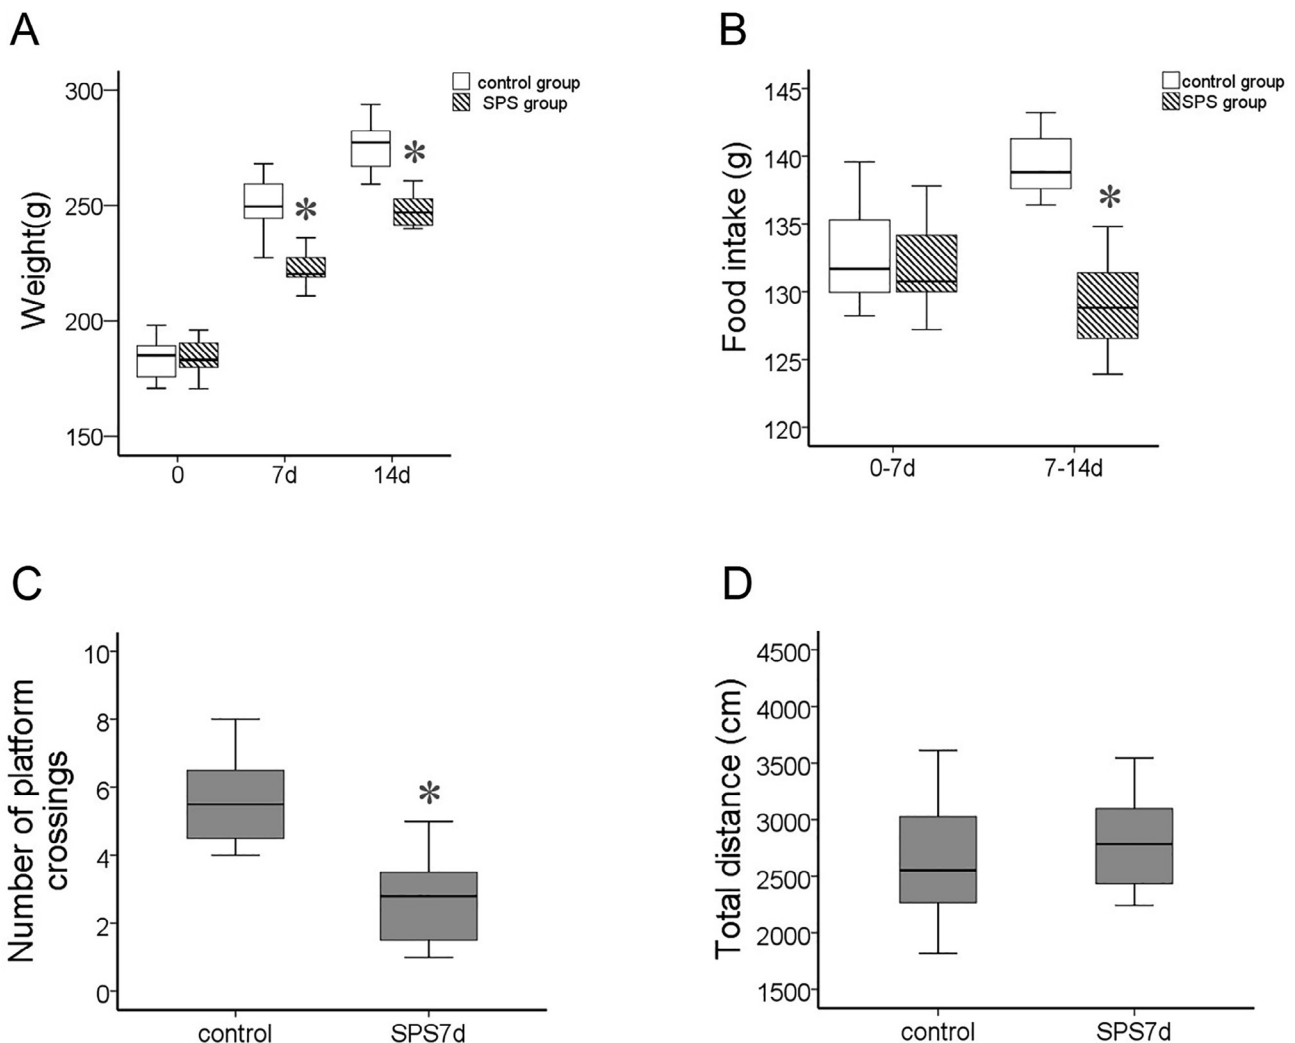 A
300
250
200
150
Weight(g)
0 7d 14d
control group
SPS group
*
*
B
145
140
135
130
125
120
Food intake (g)
0-7d 7-14d
control group
SPS group
*
C
10
8
6
4
2
0
Number of platform
crossings
control SPS7d
*
D
4500
4000
3500
3000
2500
2000
1500
Total distance (cm)
control SPS7d